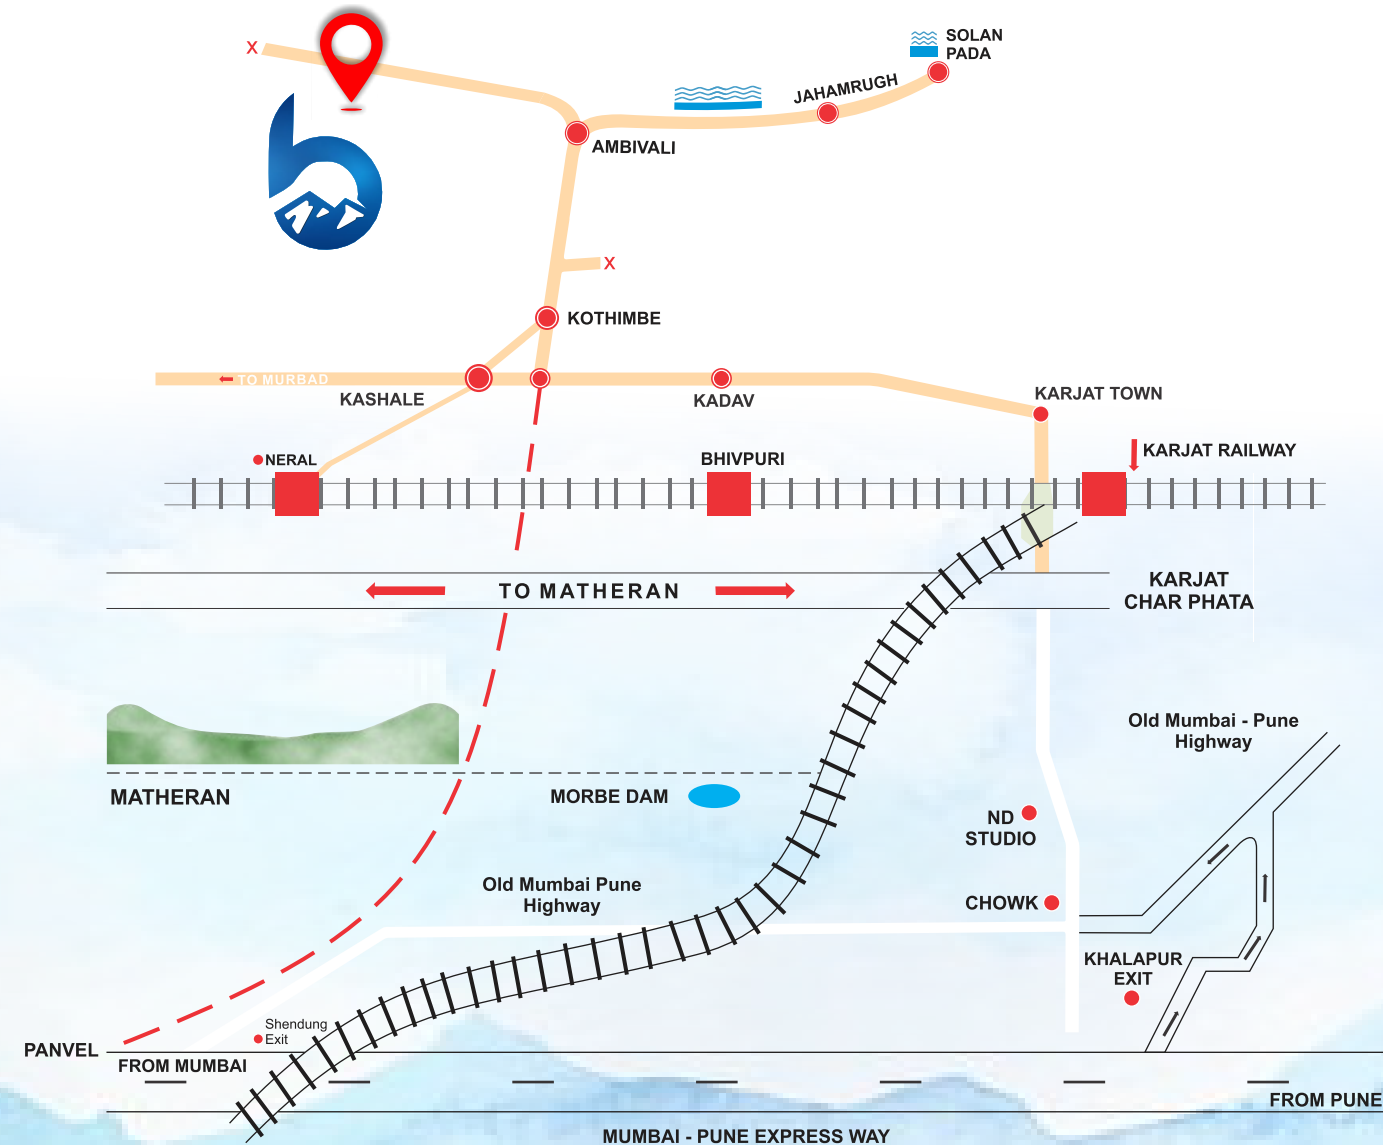 SOLAN
PADA
X
JAHAMRUGH
AMBIVALI
X
KOTHIMBE
TO MURBAD
KASHALE
KADAV
KARJAT TOWN
NERAL
BHIVPURI
KARJAT RAILWAY
TO MATHERAN
KARJAT
CHAR PHATA
Old Mumbai - Pune
Highway
MATHERAN
MORBE DAM
ND
STUDIO
Old Mumbai Pune
Highway
CHOWK
KHALAPUR
EXIT
Shendung
Exit
PANVEL
FROM MUMBAI
FROM PUNE
MUMBAI - PUNE EXPRESS WAY